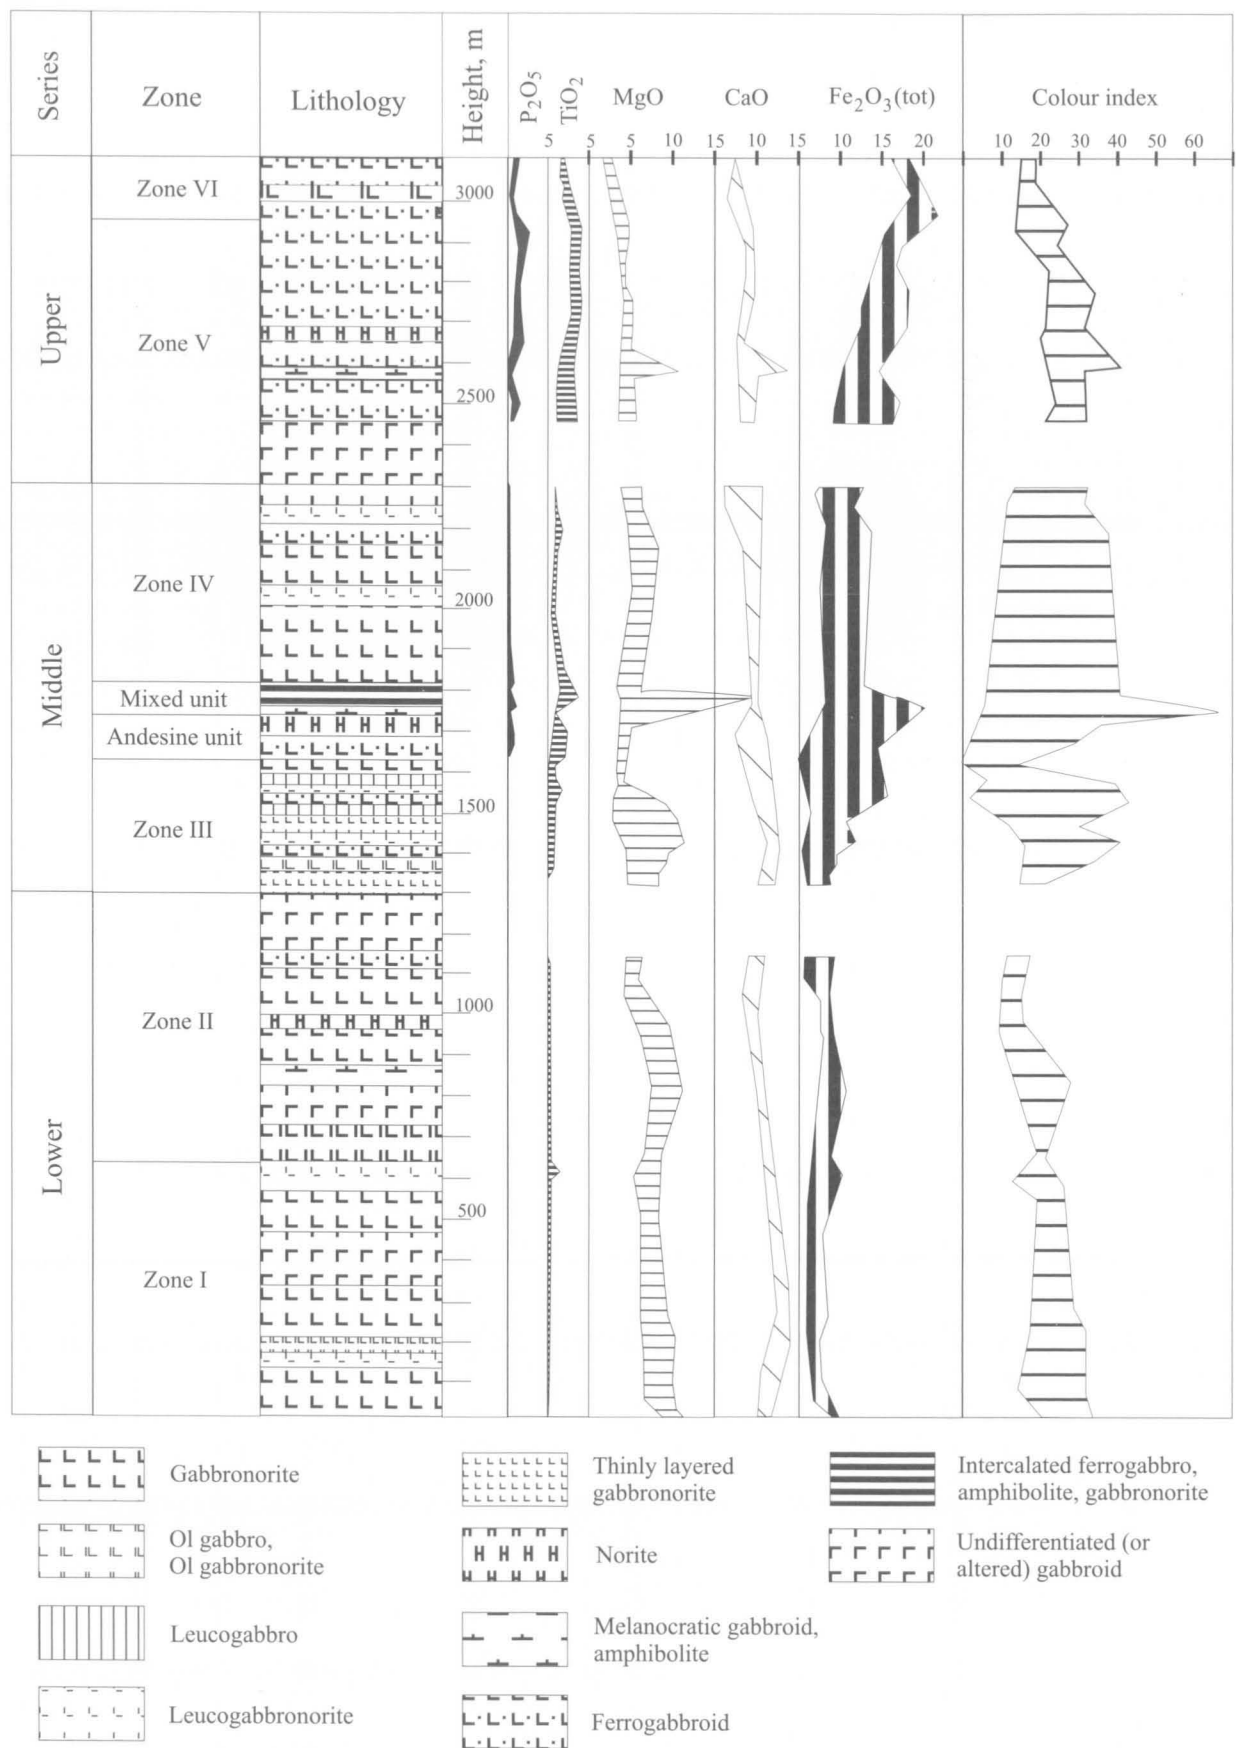 Series
Zone
Lithology
Height, m
P2O5
TiO2
MgO
CaO
Fe2O3(tot)
Colour index
5
5
5
10
15
10
15
10
20
10
20
30
40
50
60
Upper
Middle
Lower
Zone VI
Zone V
Zone IV
Mixed unit
Andesine unit
Zone III
Zone II
Zone I
3000
2500
2000
1500
1000
500
Gabbronorite
Ol gabbro,
Ol gabbronorite
Leucogabbro
Leucogabbronorite
Thinly layered
gabbronorite
Norite
Melanocratic gabbroid,
amphibolite
Ferrogabbroid
Intercalated ferrogabbro,
amphibolite, gabbronorite
Undifferentiated (or
altered) gabbroid